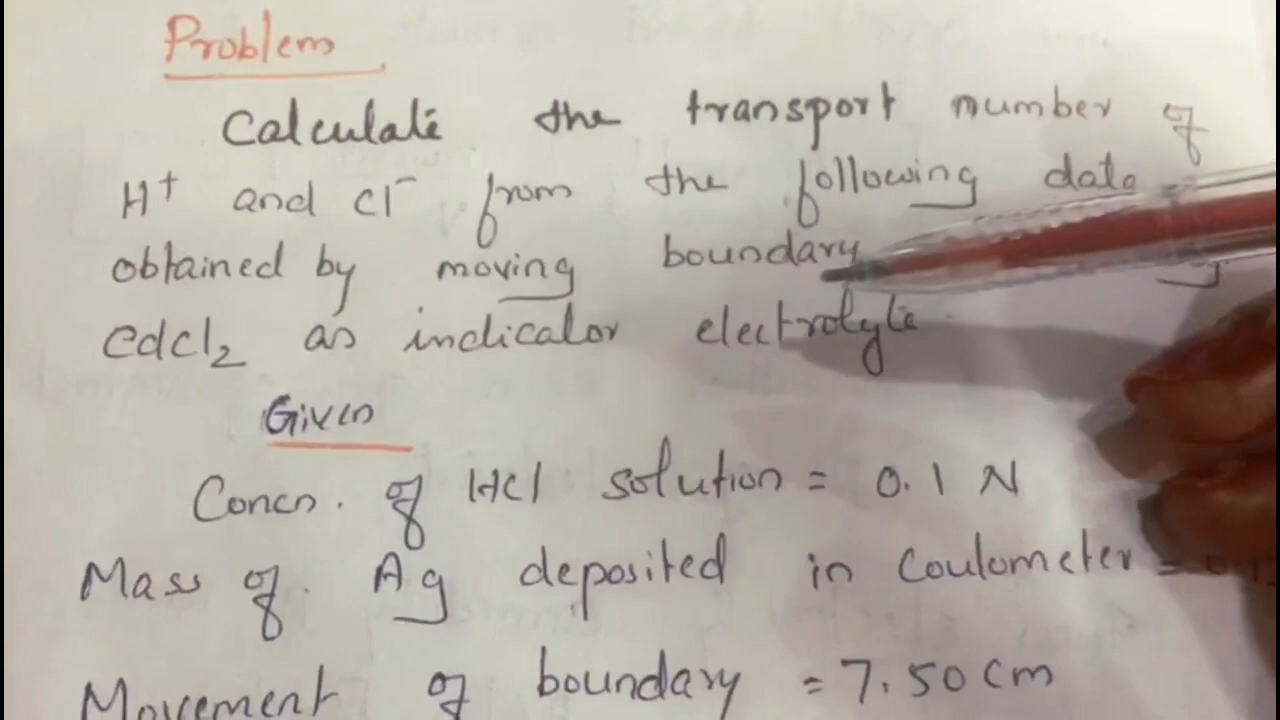 Problem
Calculate the transport number of
H⁺ and Cl⁻ from the following data
obtained by moving boundary
CdCl₂ as indicator electrolyte
Given
Concn. of HCl solution = 0.1 N
Mass of Ag deposited in Coulometer =
Movement of boundary = 7.50 cm